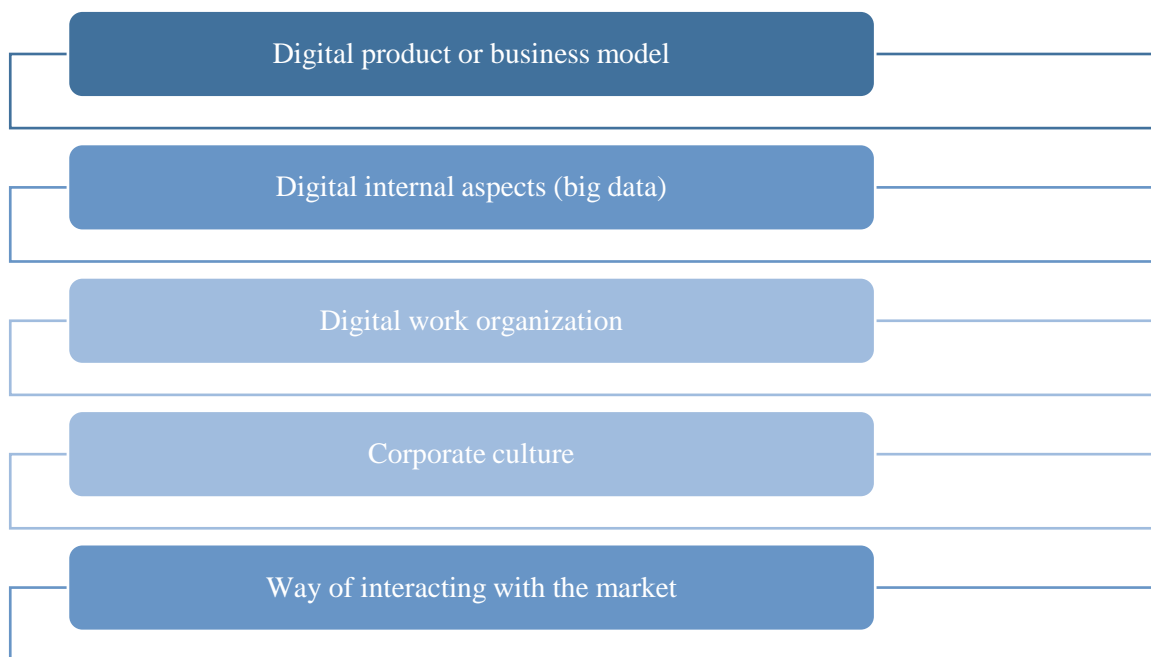 Digital product or business model
Digital internal aspects (big data)
Digital work organization
Corporate culture
Way of interacting with the market